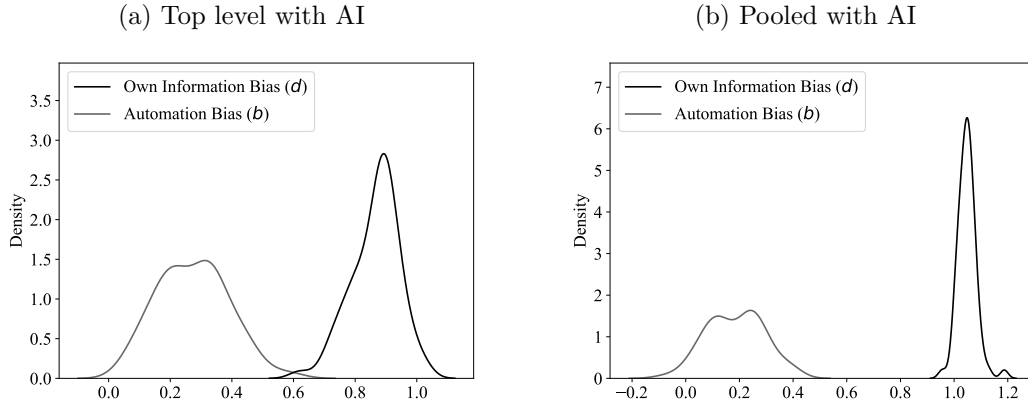 (a) Top level with AI
Own Information Bias (d)
Automation Bias (b)
Density
3.5
3.0
2.5
2.0
1.5
1.0
0.5
0.0
0.0 0.2 0.4 0.6 0.8 1.0
(b) Pooled with AI
Own Information Bias (d)
Automation Bias (b)
Density
7
6
5
4
3
2
1
0
−0.2 0.0 0.2 0.4 0.6 0.8 1.0 1.2